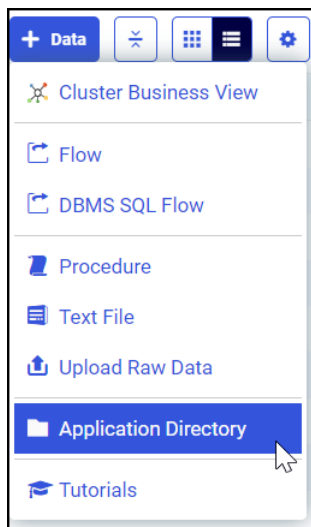 + Data
Cluster Business View
Flow
DBMS SQL Flow
Procedure
Text File
Upload Raw Data
Application Directory
Tutorials